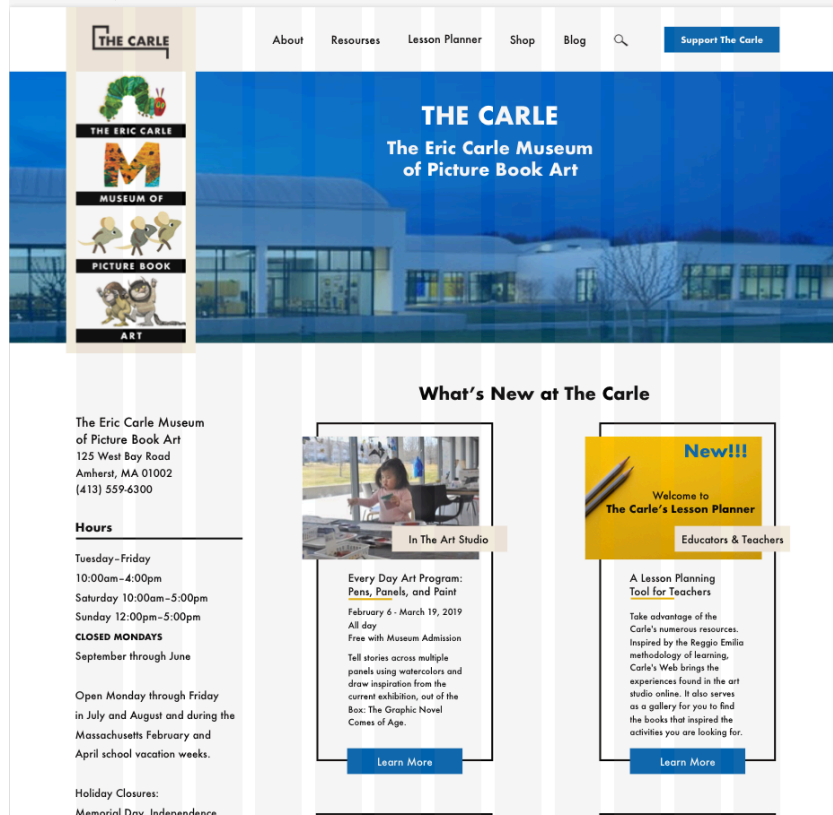 THE CARLE
About
Resourses
Lesson Planner
Shop
Blog
Support The Carle
THE ERIC CARLE
M
MUSEUM OF
PICTURE BOOK
ART
THE CARLE
The Eric Carle Museum
of Picture Book Art
The Eric Carle Museum
of Picture Book Art
125 West Bay Road
Amherst, MA 01002
(413) 559-6300
Hours
Tuesday–Friday
10:00am–4:00pm
Saturday 10:00am–5:00pm
Sunday 12:00pm–5:00pm
CLOSED MONDAYS
September through June
Open Monday through Friday
in July and August and during the
Massachusetts February and
April school vacation weeks.
Holiday Closures:
Memorial Day, Independence
What's New at The Carle
In The Art Studio
Every Day Art Program:
Pens, Panels, and Paint
February 6 - March 19, 2019
All day
Free with Museum Admission
Tell stories across multiple
panels using watercolors and
draw inspiration from the
current exhibition, out of the
Box: The Graphic Novel
Comes of Age.
Learn More
New!!!
Welcome to
The Carle's Lesson Planner
Educators & Teachers
A Lesson Planning
Tool for Teachers
Take advantage of the
Carle's numerous resources.
Inspired by the Reggio Emilia
methodology of learning,
Carle's Web brings the
experiences found in the art
studio online. It also serves
as a gallery for you to find
the books that inspired the
activities you are looking for.
Learn More